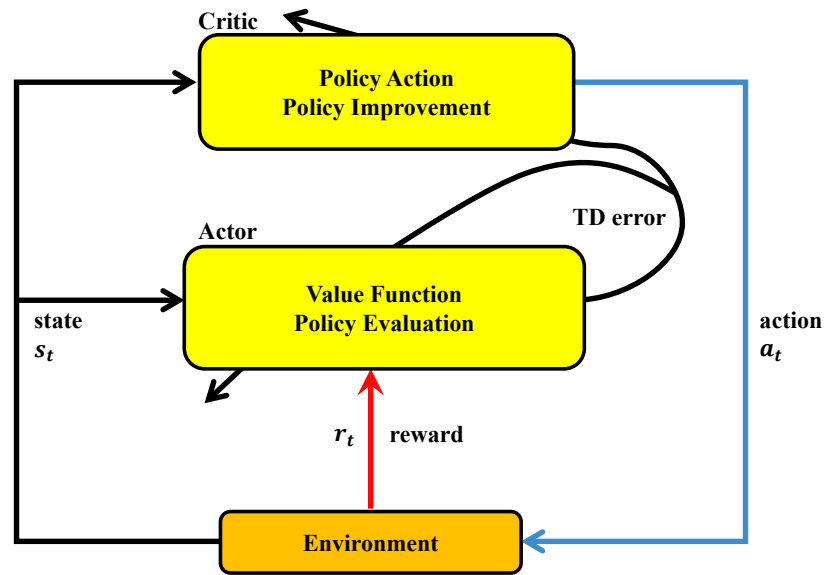 Critic
Policy Action
Policy Improvement
TD error
Actor
Value Function
Policy Evaluation
state
s_t
action
a_t
r_t reward
Environment